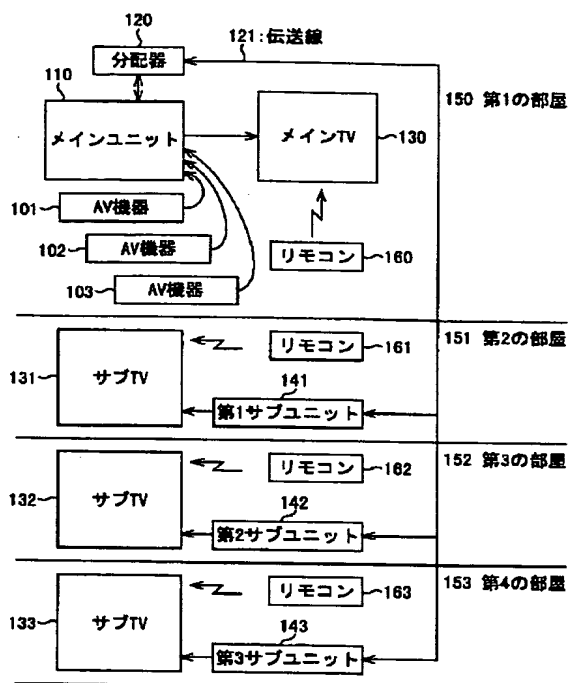 120
121:伝送線
分配器
110
150 第1の部屋
メインユニット
メインTV
130
101
AV機器
102
AV機器
リモコン
160
103
AV機器
リモコン
161
151 第2の部屋
131
サブTV
141
第1サブユニット
リモコン
162
152 第3の部屋
132
サブTV
142
第2サブユニット
リモコン
163
153 第4の部屋
133
サブTV
143
第3サブユニット